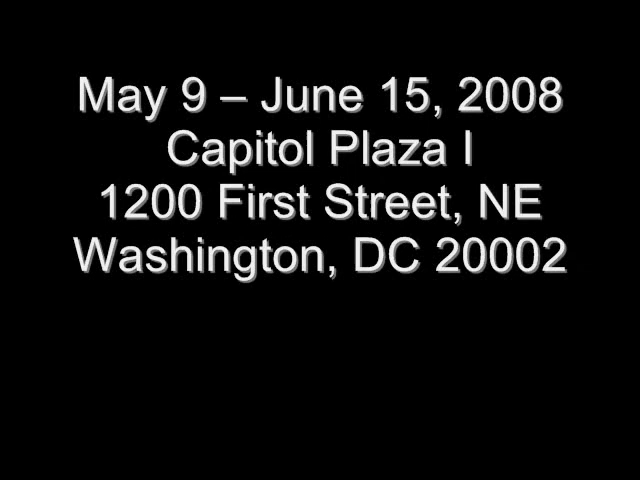 May 9 – June 15, 2008
Capitol Plaza I
1200 First Street, NE
Washington, DC 20002